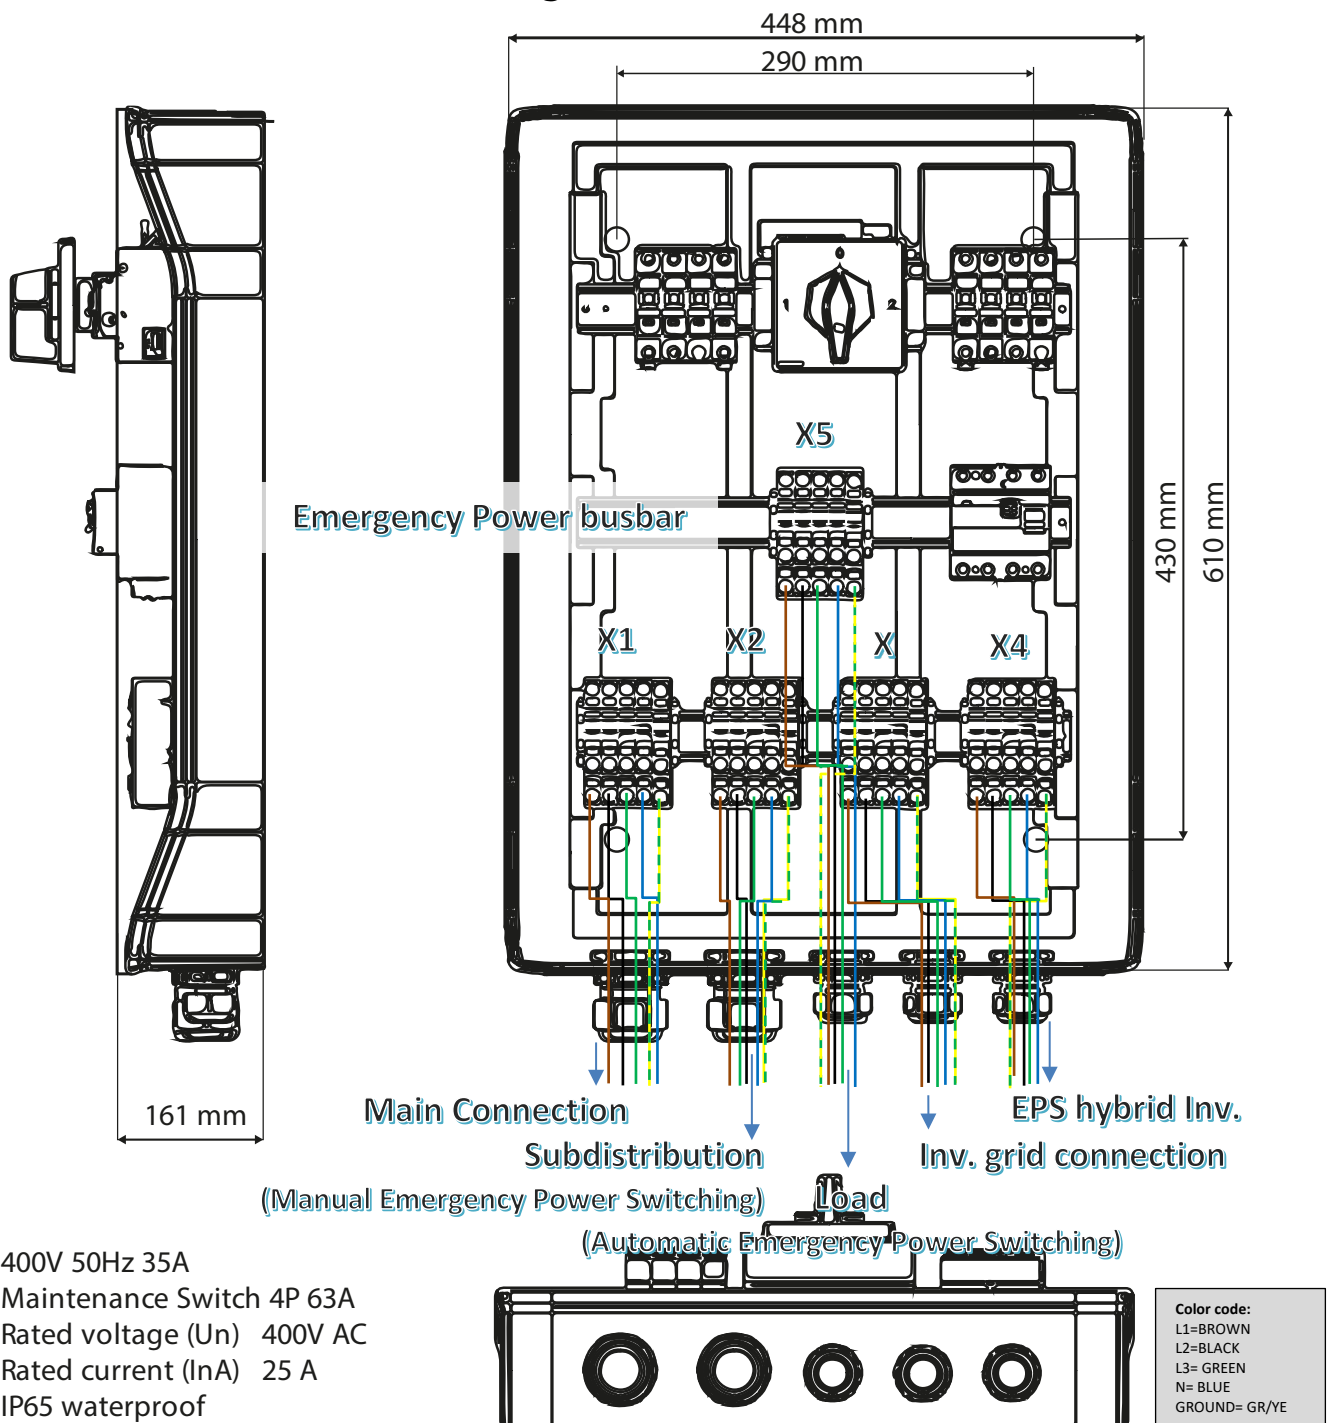 448 mm
290 mm
0
1
2
X5
Emergency Power busbar
430 mm
610 mm
X1
X2
X
X4
161 mm
Main Connection
EPS hybrid Inv.
Subdistribution
Inv. grid connection
(Manual Emergency Power Switching)
Load
(Automatic Emergency Power Switching)
400V 50Hz 35A
Maintenance Switch 4P 63A
Rated voltage (Un) 400V AC
Rated current (InA) 25 A
IP65 waterproof
Color code:
L1=BROWN
L2=BLACK
L3= GREEN
N= BLUE
GROUND= GR/YE